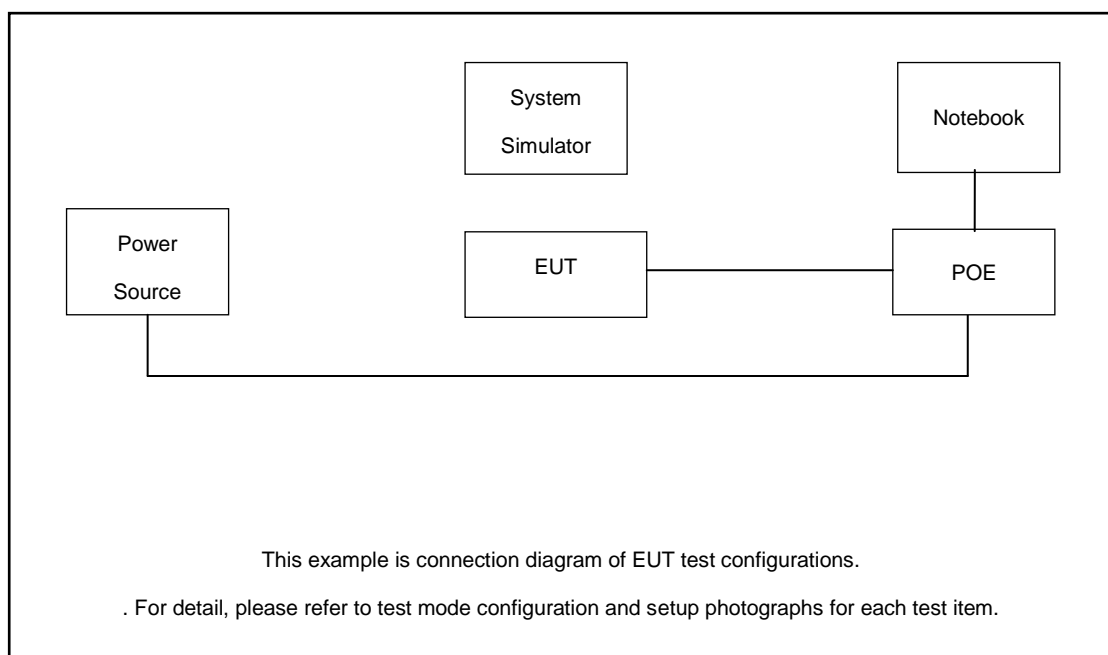 System
Simulator
Notebook
Power
Source
EUT
POE
This example is connection diagram of EUT test configurations.
. For detail, please refer to test mode configuration and setup photographs for each test item.